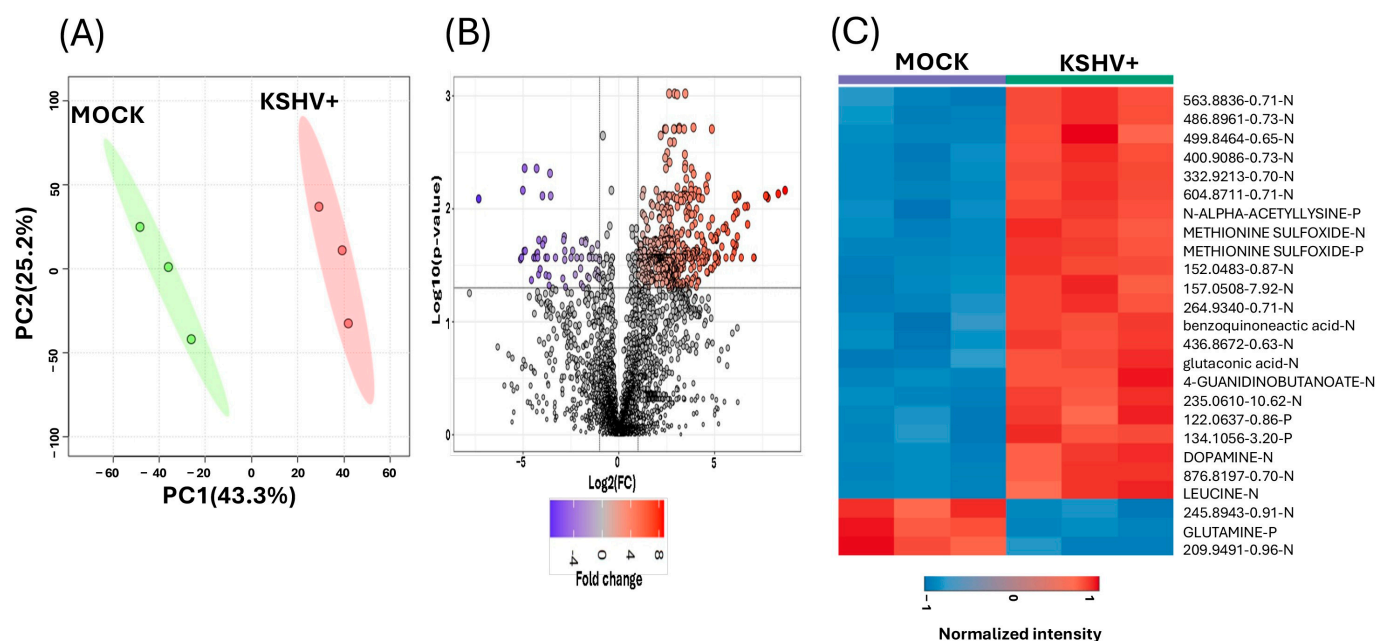 (A)
MOCK
KSHV+
100
50
0
−50
−100
−60
−40
−20
0
20
40
60
PC2(25.2%)
PC1(43.3%)
(B)
3
2
1
0
Log10(p-value)
−5
0
5
Log2(FC)
−4
0
4
8
Fold change
(C)
MOCK
KSHV+
563.8836-0.71-N
486.8961-0.73-N
499.8464-0.65-N
400.9086-0.73-N
332.9213-0.70-N
604.8711-0.71-N
N-ALPHA-ACETYLLYSINE-P
METHIONINE SULFOXIDE-N
METHIONINE SULFOXIDE-P
152.0483-0.87-N
157.0508-7.92-N
264.9340-0.71-N
benzoquinoneactic acid-N
436.8672-0.63-N
glutaconic acid-N
4-GUANIDINOBUTANOATE-N
235.0610-10.62-N
122.0637-0.86-P
134.1056-3.20-P
DOPAMINE-N
876.8197-0.70-N
LEUCINE-N
245.8943-0.91-N
GLUTAMINE-P
209.9491-0.96-N
−1
0
1
Normalized intensity